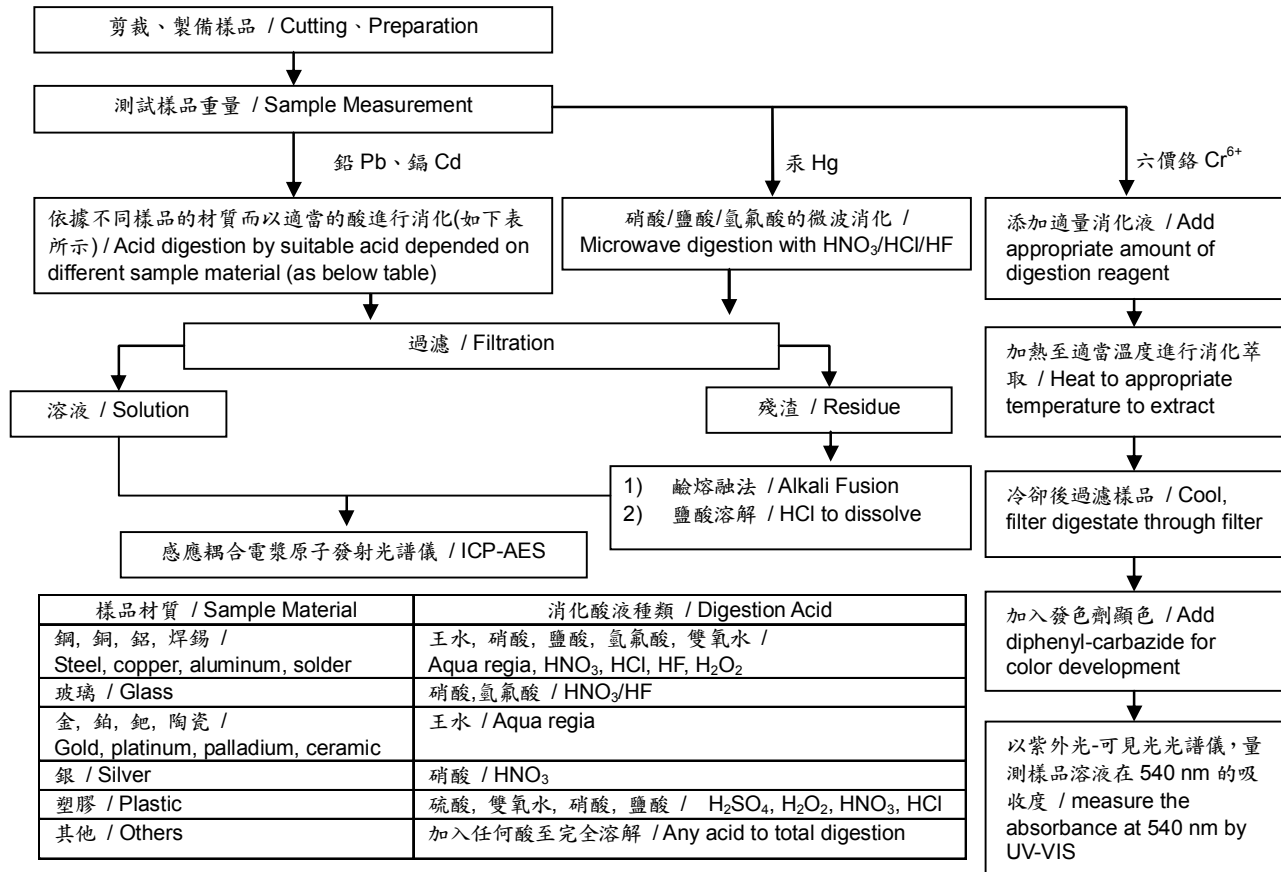 剪裁、製備樣品 / Cutting、Preparation
測試樣品重量 / Sample Measurement
鉛 Pb、鎘 Cd
汞 Hg
六價鉻 Cr⁶⁺
依據不同樣品的材質而以適當的酸進行消化(如下表
所示) / Acid digestion by suitable acid depended on
different sample material (as below table)
硝酸/鹽酸/氫氟酸的微波消化 /
Microwave digestion with HNO₃/HCl/HF
添加適量消化液 / Add
appropriate amount of
digestion reagent
過濾 / Filtration
加熱至適當溫度進行消化萃
取 / Heat to appropriate
temperature to extract
溶液 / Solution
殘渣 / Residue
1) 鹼熔融法 / Alkali Fusion
2) 鹽酸溶解 / HCl to dissolve
冷卻後過濾樣品 / Cool,
filter digestate through filter
感應耦合電漿原子發射光譜儀 / ICP-AES
加入發色劑顯色 / Add
diphenyl-carbazide for
color development
以紫外光-可見光光譜儀，量
測樣品溶液在 540 nm 的吸
收度 / measure the
absorbance at 540 nm by
UV-VIS
樣品材質 / Sample Material
消化酸液種類 / Digestion Acid
鋼, 銅, 鋁, 焊錫 /
Steel, copper, aluminum, solder
王水, 硝酸, 鹽酸, 氫氟酸, 雙氧水 /
Aqua regia, HNO₃, HCl, HF, H₂O₂
玻璃 / Glass
硝酸,氫氟酸 / HNO₃/HF
金, 鉑, 鈀, 陶瓷 /
Gold, platinum, palladium, ceramic
王水 / Aqua regia
銀 / Silver
硝酸 / HNO₃
塑膠 / Plastic
硫酸, 雙氧水, 硝酸, 鹽酸 / H₂SO₄, H₂O₂, HNO₃, HCl
其他 / Others
加入任何酸至完全溶解 / Any acid to total digestion